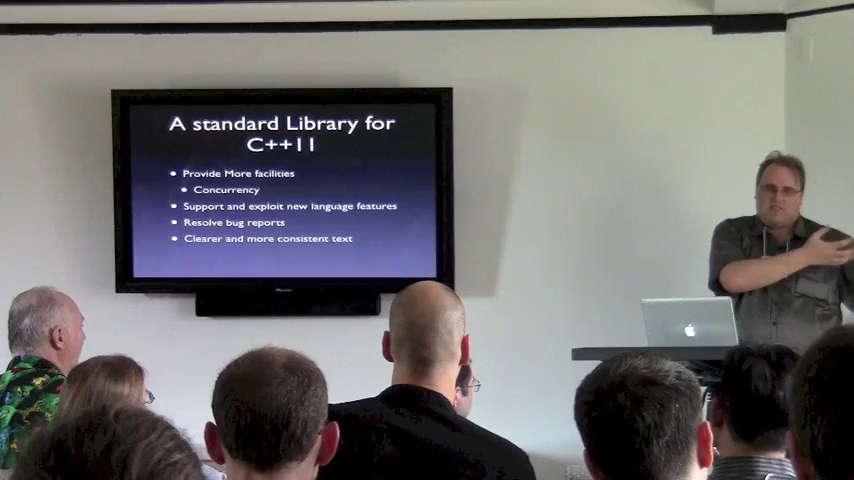 A standard Library for
C++11
Provide More facilities
Concurrency
Support and exploit new language features
Resolve bug reports
Clearer and more consistent text